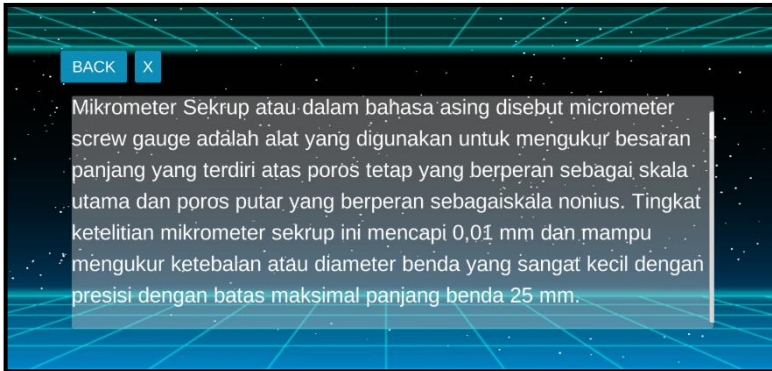 BACK X
Mikrometer Sekrup atau dalam bahasa asing disebut micrometer
screw gauge adalah alat yang digunakan untuk mengukur besaran
panjang yang terdiri atas poros tetap yang berperan sebagai skala
utama dan poros putar yang berperan sebagaiskala nonius. Tingkat
ketelitian mikrometer sekrup ini mencapi 0,01 mm dan mampu
mengukur ketebalan atau diameter benda yang sangat kecil dengan
presisi dengan batas maksimal panjang benda 25 mm.